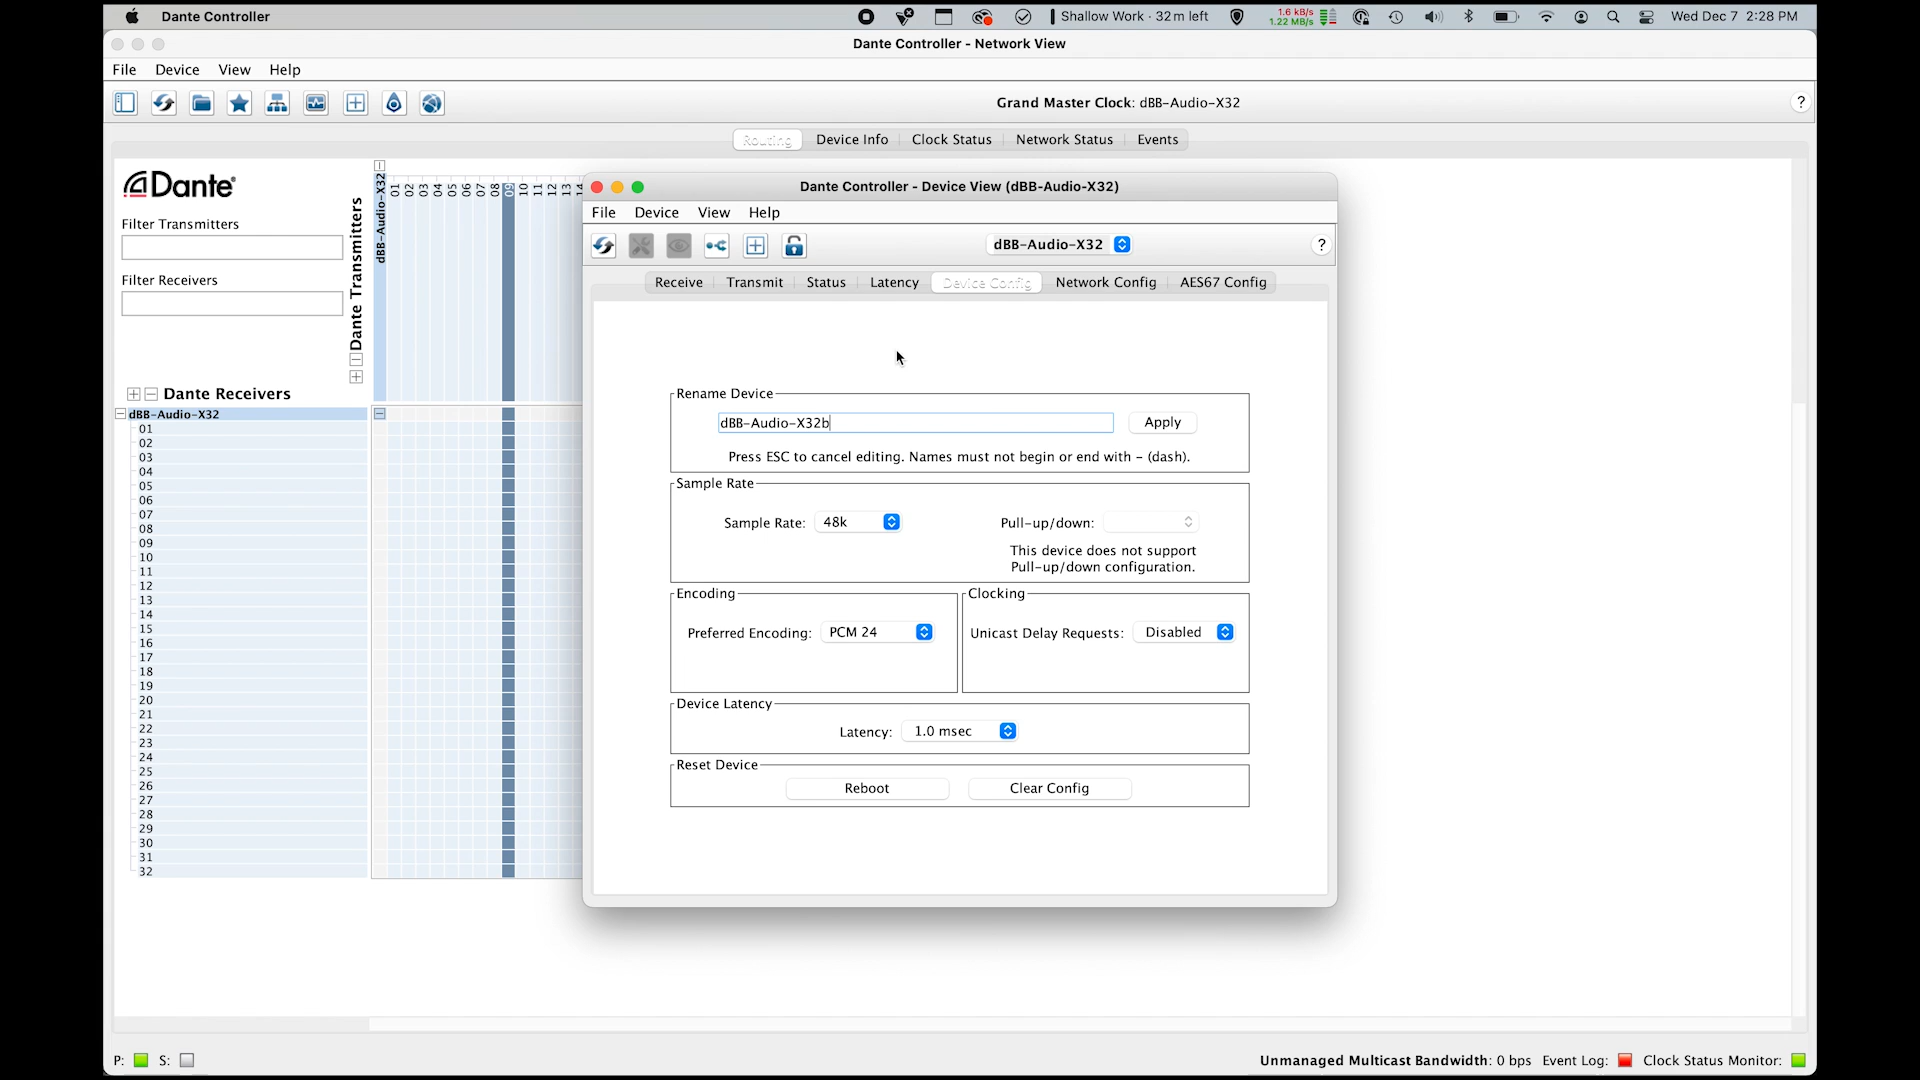 Dante Controller
Shallow Work · 32 m left
1.6 kB/s
1.22 MB/s
Wed Dec 7 2:28 PM
Dante Controller - Network View
File Device View Help
Grand Master Clock: dBB-Audio-X32
?
Routing Device Info Clock Status Network Status Events
Dante
Filter Transmitters
Filter Receivers
Dante Transmitters
dBB-Audio-X32
01 02 03 04 05 06 07 08 09 10 11 12 13 14
Dante Receivers
dBB-Audio-X32
01
02
03
04
05
06
07
08
09
10
11
12
13
14
15
16
17
18
19
20
21
22
23
24
25
26
27
28
29
30
31
32
Dante Controller - Device View (dBB-Audio-X32)
File Device View Help
dBB-Audio-X32
?
Receive Transmit Status Latency Device Config Network Config AES67 Config
Rename Device
dBB-Audio-X32b
Apply
Press ESC to cancel editing. Names must not begin or end with - (dash).
Sample Rate
Sample Rate: 48k
Pull-up/down:
This device does not support
Pull-up/down configuration.
Encoding
Preferred Encoding: PCM 24
Clocking
Unicast Delay Requests: Disabled
Device Latency
Latency: 1.0 msec
Reset Device
Reboot
Clear Config
P: S:
Unmanaged Multicast Bandwidth: 0 bps Event Log: Clock Status Monitor: